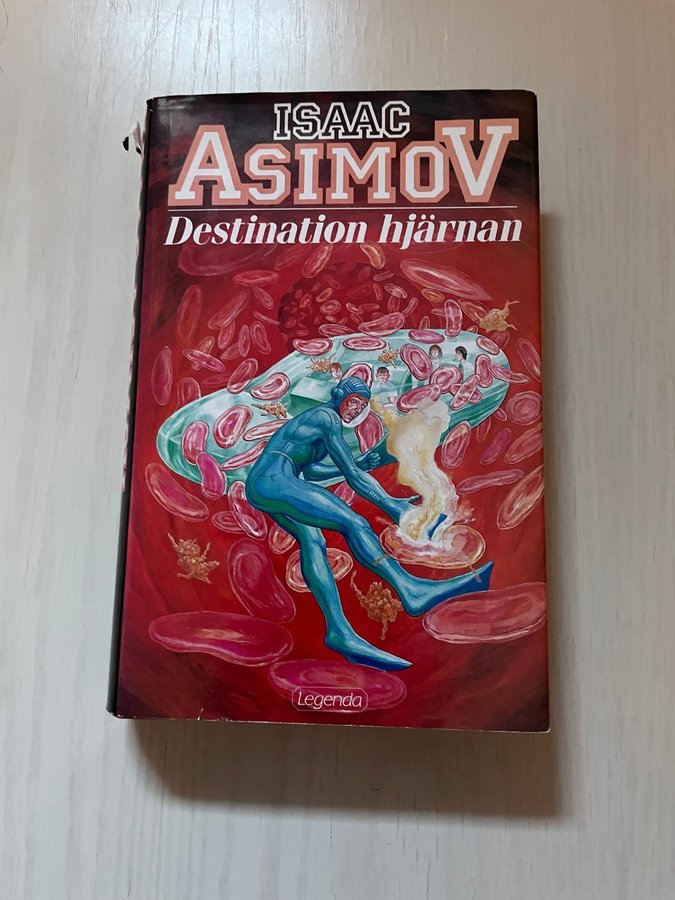 ISAAC
ASIMOV
Destination hjärnan
Legenda